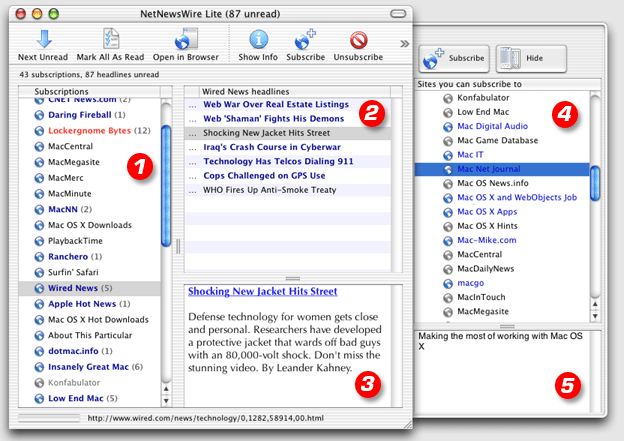 NetNewsWire Lite (87 unread)
Next Unread
Mark All As Read
Open in Browser
Show Info
Subscribe
Unsubscribe
»
43 subscriptions, 87 headlines unread
Subscriptions
CNET News.com (2)
Daring Fireball (1)
Lockergnome Bytes (12)
MacCentral
MacMegasite
MacMerc
MacMinute
MacNN (2)
Mac OS X Downloads
PlaybackTime
Ranchero (1)
Surfin' Safari
Wired News (5)
Apple Hot News (1)
Mac OS X Hot Downloads
About This Particular
dotmac.info (1)
Insanely Great Mac (6)
Konfabulator
Low End Mac (5)
1
Wired News headlines
... Web War Over Real Estate Listings
... Web 'Shaman' Fights His Demons
... Shocking New Jacket Hits Street
... Iraq's Crash Course in Cyberwar
... Technology Has Telcos Dialing 911
... Cops Challenged on GPS Use
... WHO Fires Up Anti-Smoke Treaty
2
Shocking New Jacket Hits Street
Defense technology for women gets close
and personal. Researchers have developed
a protective jacket that wards off bad guys
with an 80,000-volt shock. Don't miss the
stunning video. By Leander Kahney.
3
http://www.wired.com/news/technology/0,1282,58914,00.html
Subscribe
Hide
Sites you can subscribe to
Konfabulator
Low End Mac
Mac Digital Audio
Mac Game Database
Mac IT
Mac Net Journal
Mac OS News.info
Mac OS X and WebObjects Job
Mac OS X Apps
Mac OS X Hints
Mac-Mike.com
MacCentral
MacDailyNews
macgo
MacInTouch
MacMegasite
4
Making the most of working with Mac OS
X
5